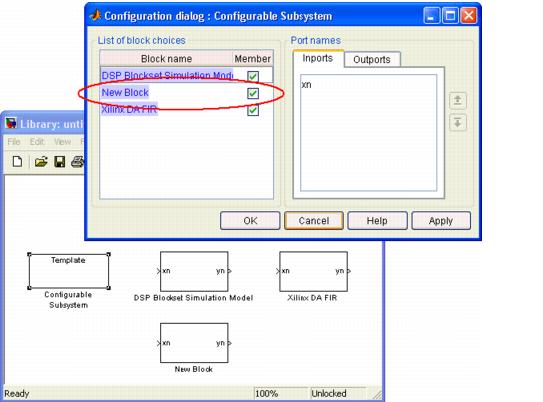 Configuration dialog : Configurable Subsystem
List of block choices
Block name Member
DSP Blockset Simulation Mod
New Block
Xilinx DA FIR
Port names
Inports Outports
xn
OK Cancel Help Apply
Library: unti
File Edit View
Template
Configurable
Subsystem
xn yn
DSP Blockset Simulation Model
xn yn
Xilinx DA FIR
xn yn
New Block
Ready 100% Unlocked